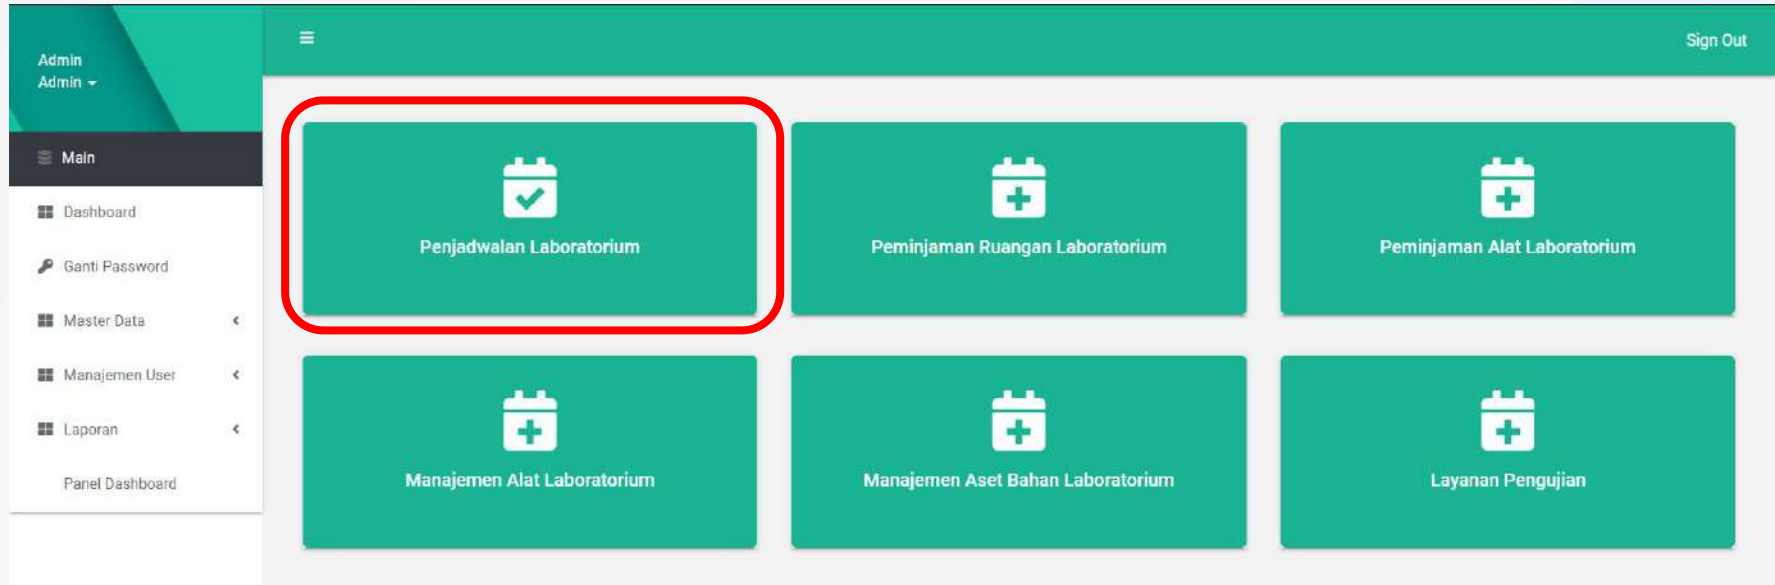 Admin
Admin
Sign Out
Main
Dashboard
Ganti Password
Master Data
Manajemen User
Laporan
Panel Dashboard
Penjadwalan Laboratorium
Peminjaman Ruangan Laboratorium
Peminjaman Alat Laboratorium
Manajemen Alat Laboratorium
Manajemen Aset Bahan Laboratorium
Layanan Pengujian